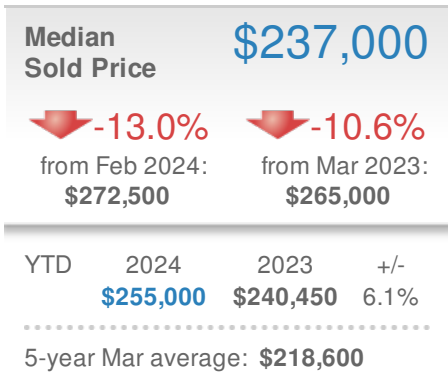 Median $237,000
Sold Price
-13.0% -10.6%
from Feb 2024: from Mar 2023:
$272,500 $265,000
YTD 2024 2023 +/-
$255,000 $240,450 6.1%
5-year Mar average: $218,600